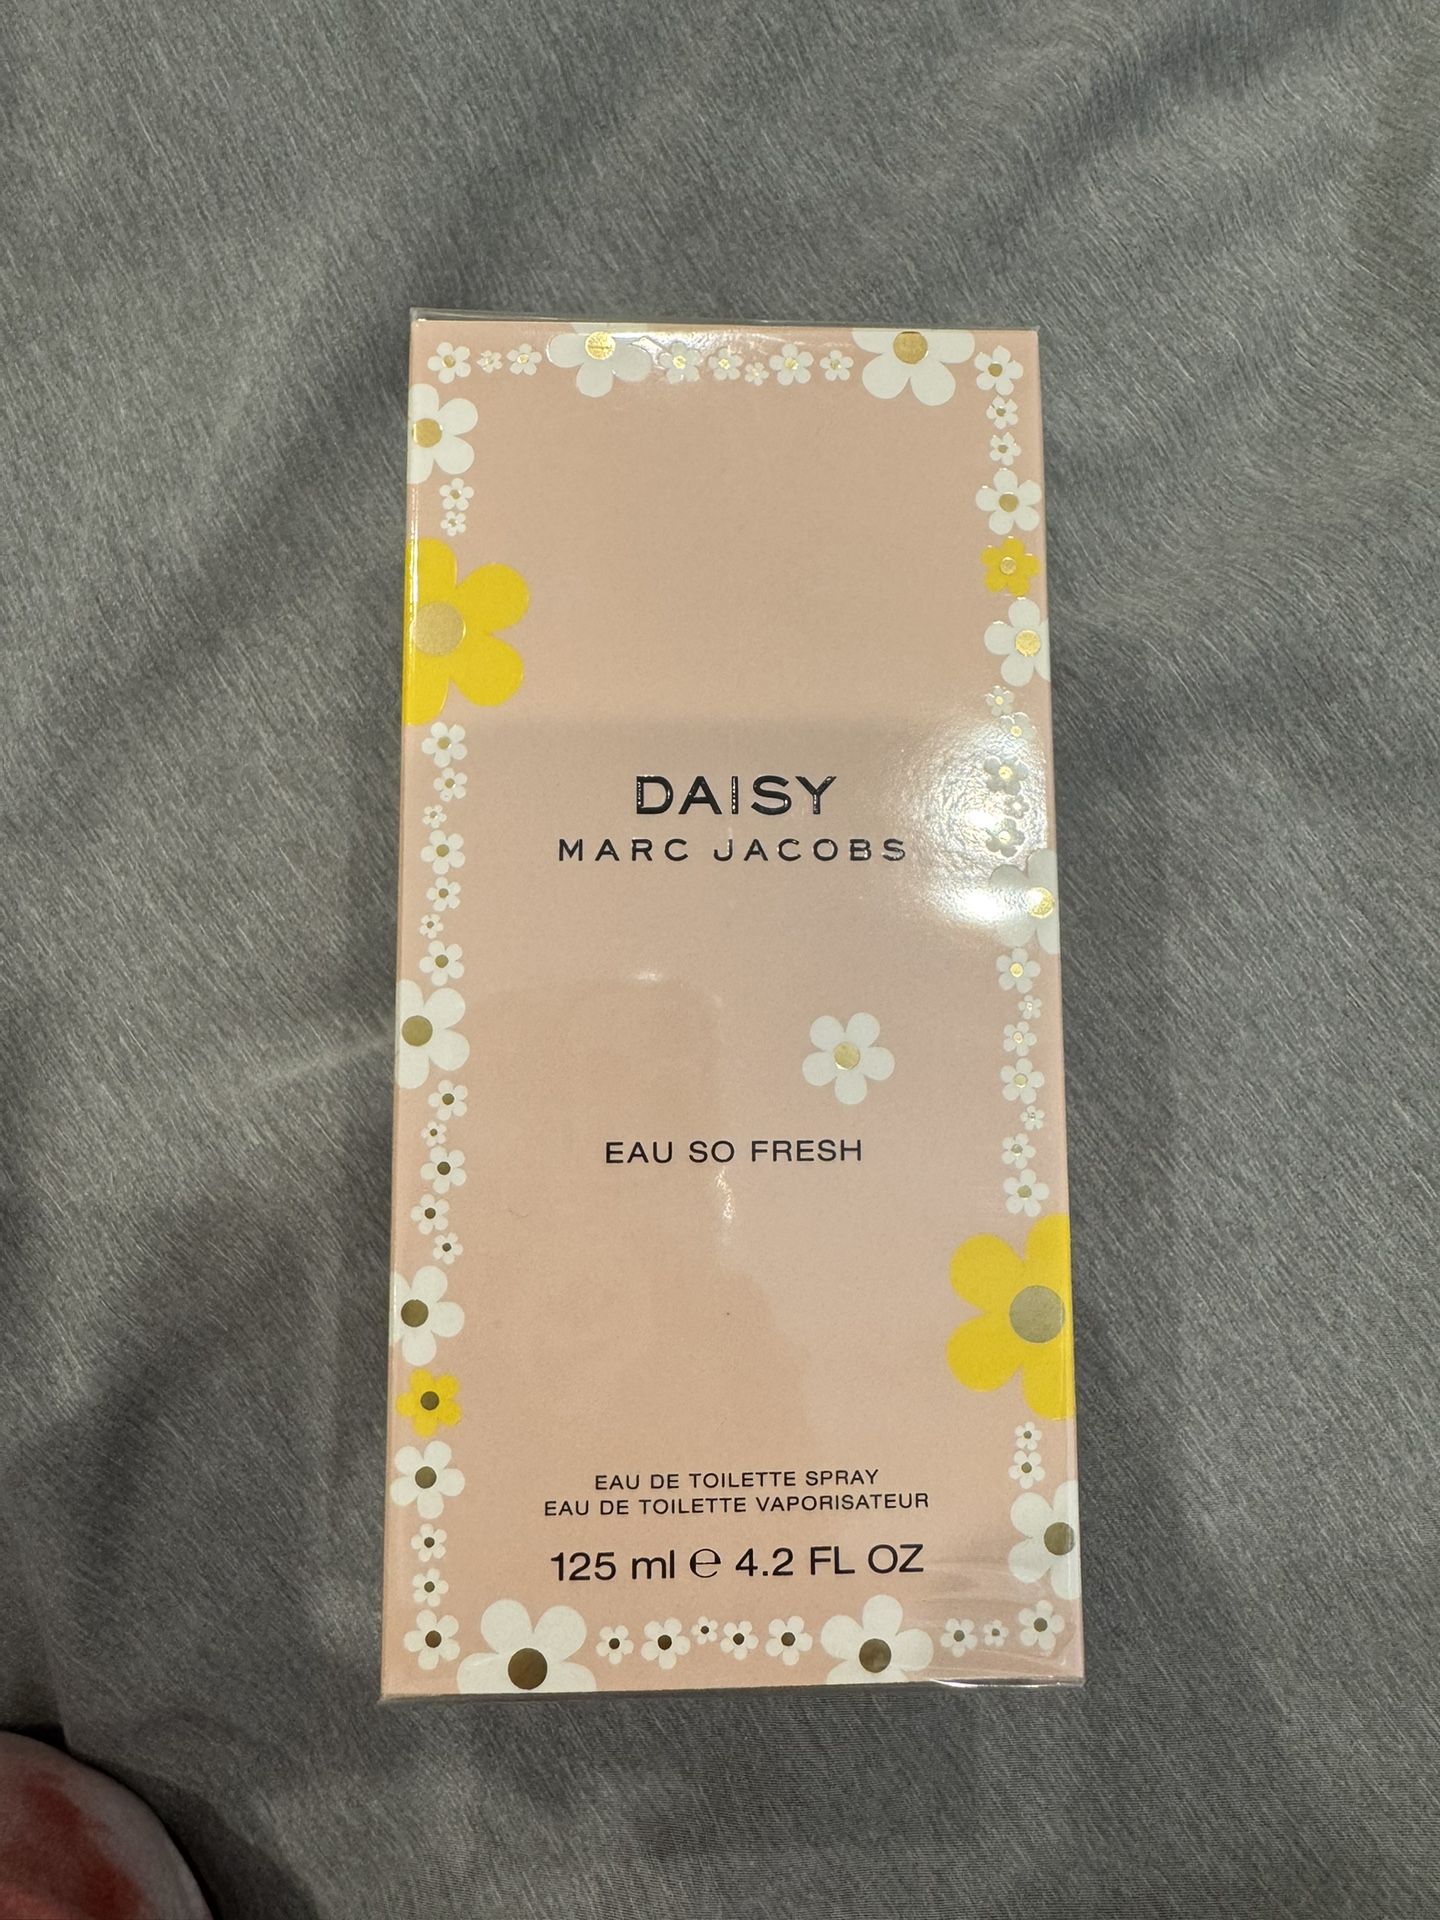 DAISY
MARC JACOBS
EAU SO FRESH
EAU DE TOILETTE SPRAY
EAU DE TOILETTE VAPORISATEUR
125 ml ℮ 4.2 FL OZ